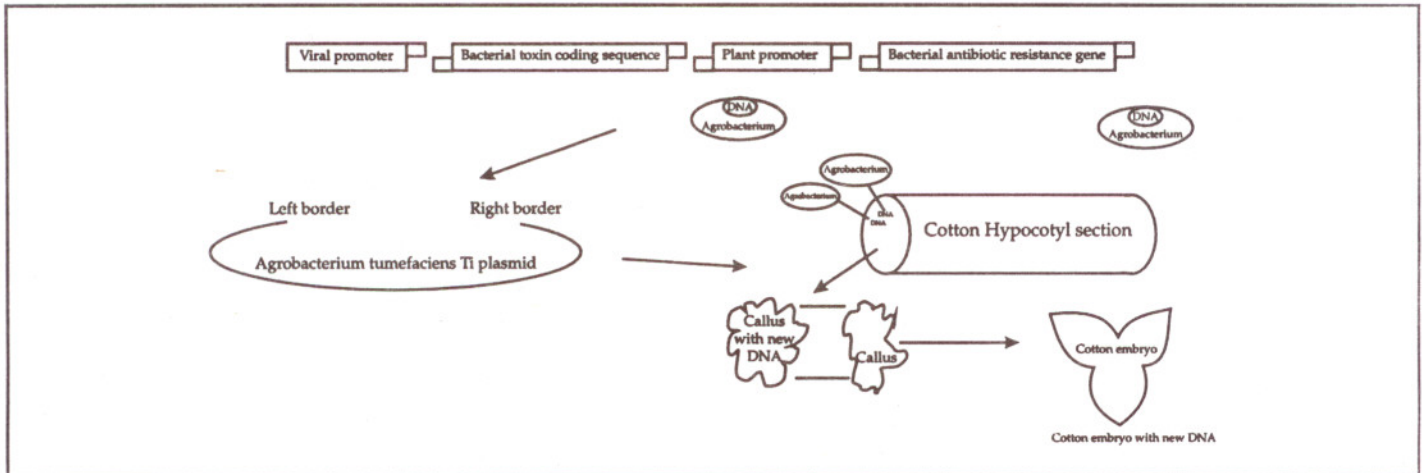 Viral promoter
Bacterial toxin coding sequence
Plant promoter
Bacterial antibiotic resistance gene
DNA
Agrobacterium
DNA
Agrobacterium
Agrobacterium
Agrobacterium
DNA
DNA
Left border
Right border
Cotton Hypocotyl section
Agrobacterium tumefaciens Ti plasmid
Callus
with new
DNA
Callus
Cotton embryo
Cotton embryo with new DNA